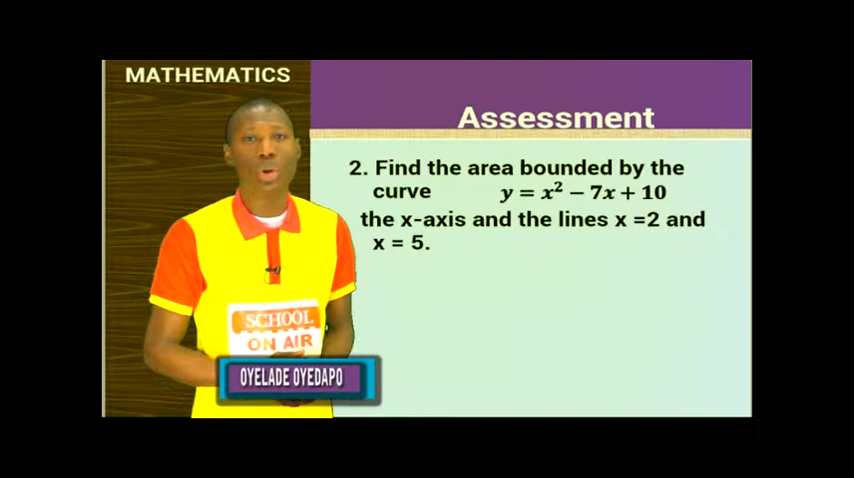 MATHEMATICS
Assessment
2. Find the area bounded by the
curve y = x² − 7x + 10
the x-axis and the lines x =2 and
x = 5.
SCHOOL
ON AIR
OYELADE OYEDAPO